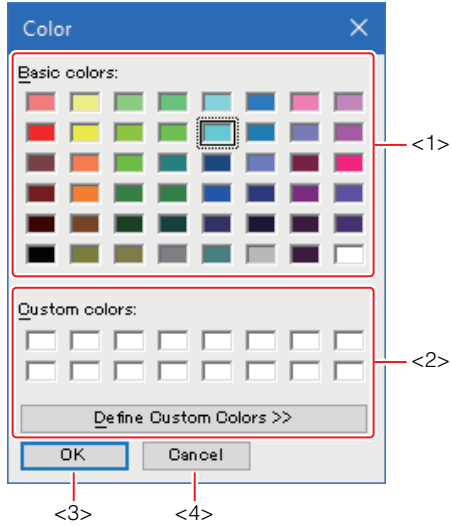 Color
Basic colors:
<1>
Custom colors:
<2>
Define Custom Colors >>
OK Cancel
<3> <4>